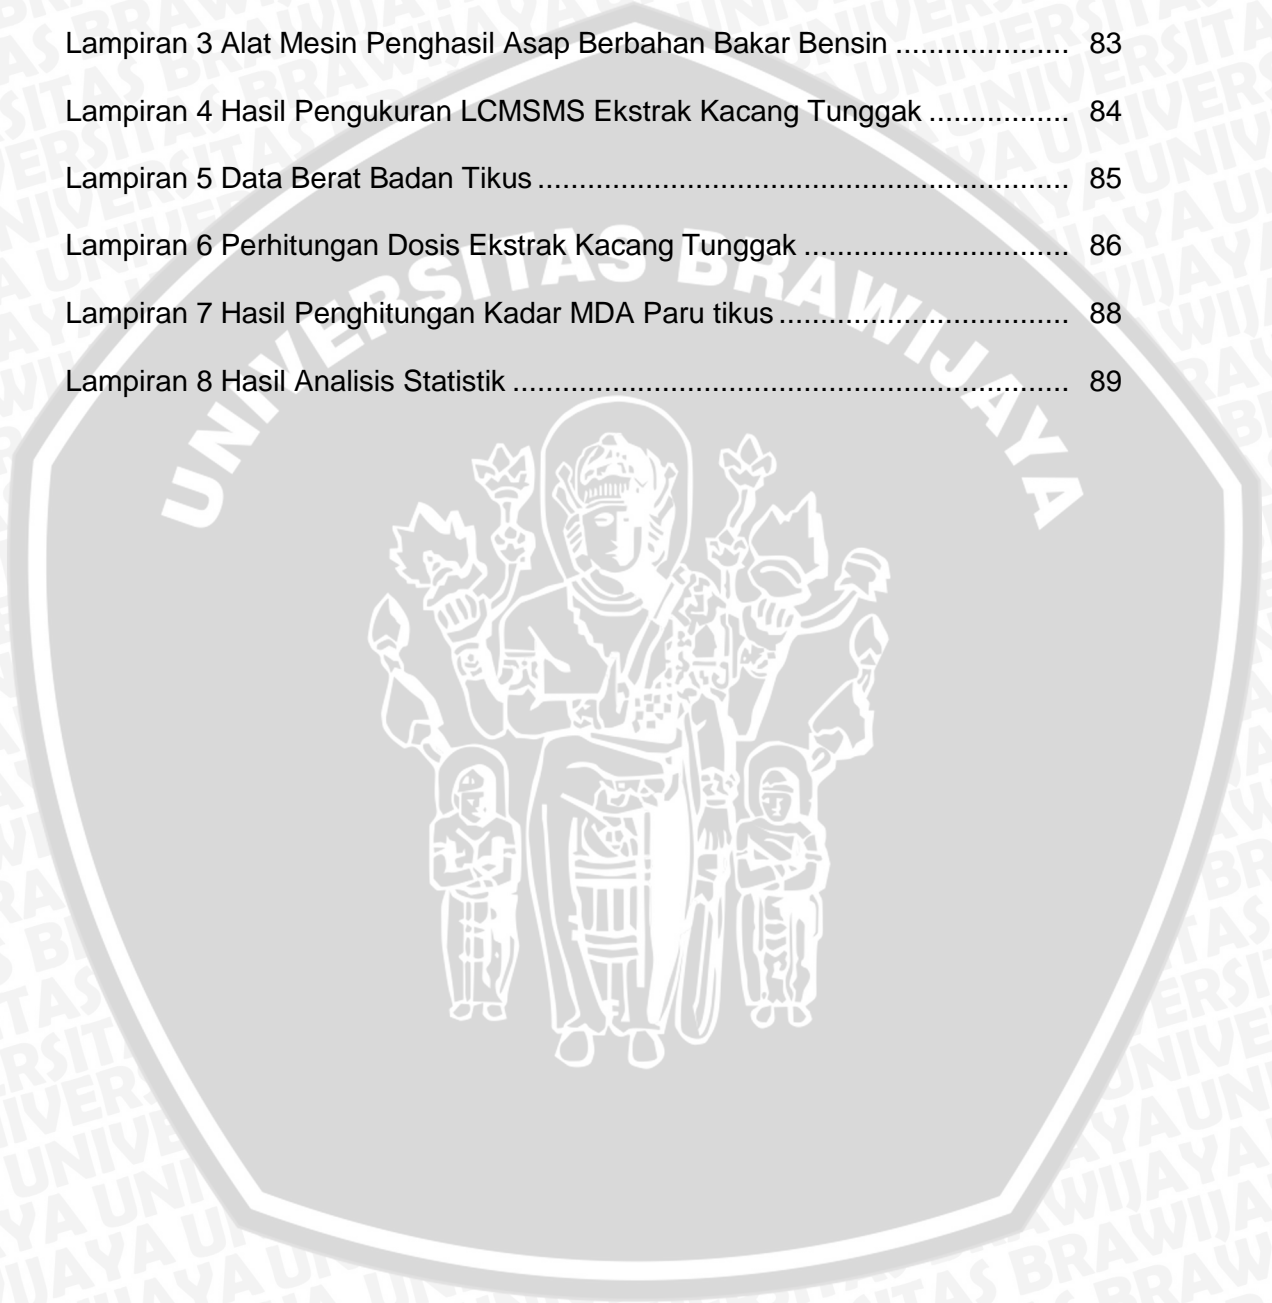 Lampiran 3 Alat Mesin Penghasil Asap Berbahan Bakar Bensin ..................... 83
Lampiran 4 Hasil Pengukuran LCMSMS Ekstrak Kacang Tunggak ................. 84
Lampiran 5 Data Berat Badan Tikus ................................................................ 85
Lampiran 6 Perhitungan Dosis Ekstrak Kacang Tunggak ................................ 86
Lampiran 7 Hasil Penghitungan Kadar MDA Paru tikus ................................... 88
Lampiran 8 Hasil Analisis Statistik ................................................................... 89
UNIVERSITAS BRAWIJAYA